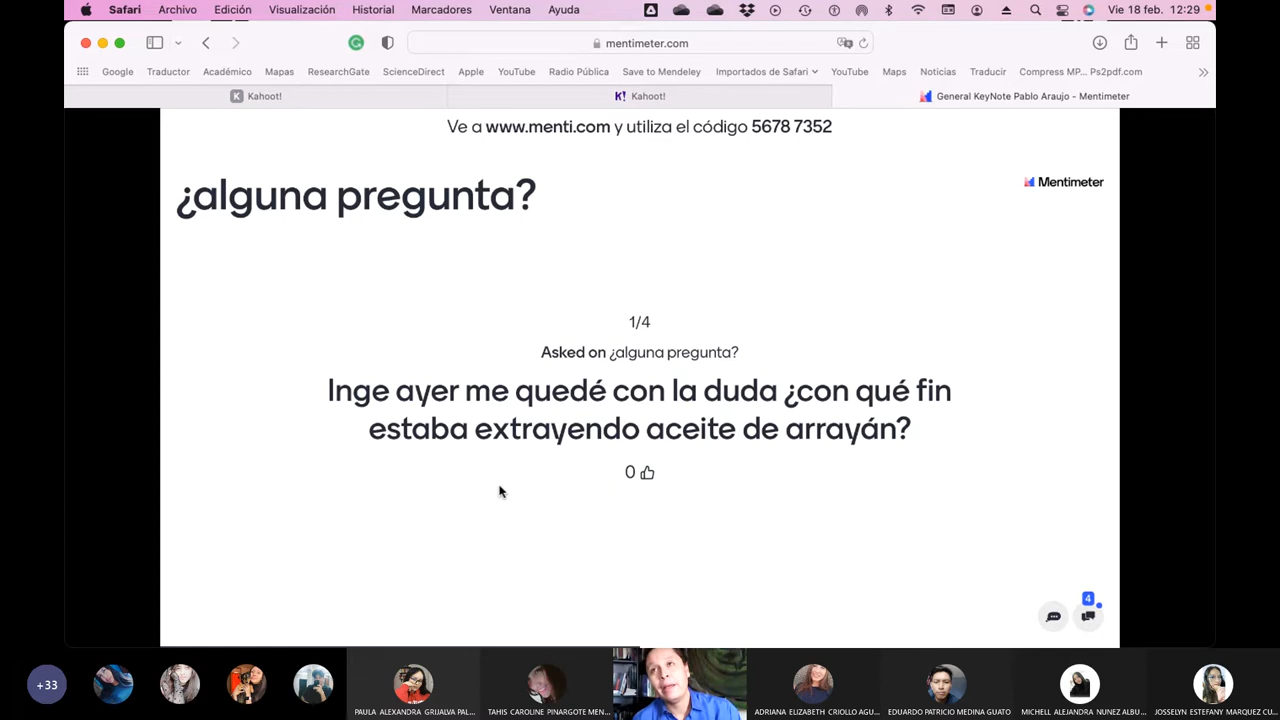 Safari Archivo Edición Visualización Historial Marcadores Ventana Ayuda Vie 18 feb. 12:29
mentimeter.com
Google Traductor Académico Mapas ResearchGate ScienceDirect Apple YouTube Radio Pública Save to Mendeley Importados de Safari YouTube Maps Noticias Traducir Compress MP... Ps2pdf.com
K Kahoot! K! Kahoot! General KeyNote Pablo Araujo - Mentimeter
Ve a www.menti.com y utiliza el código 5678 7352
¿alguna pregunta?
Mentimeter
1/4
Asked on ¿alguna pregunta?
Inge ayer me quedé con la duda ¿con qué fin
estaba extrayendo aceite de arrayán?
0
4
+33
PAULA ALEXANDRA GRIJALVA PAL... TAHIS CAROLINE PINARGOTE MEN... ADRIANA ELIZABETH CRIOLLO AGU... EDUARDO PATRICIO MEDINA GUATO MICHELL ALEJANDRA NUNEZ ALBU... JOSSELYN ESTEFANY MARQUEZ CU...